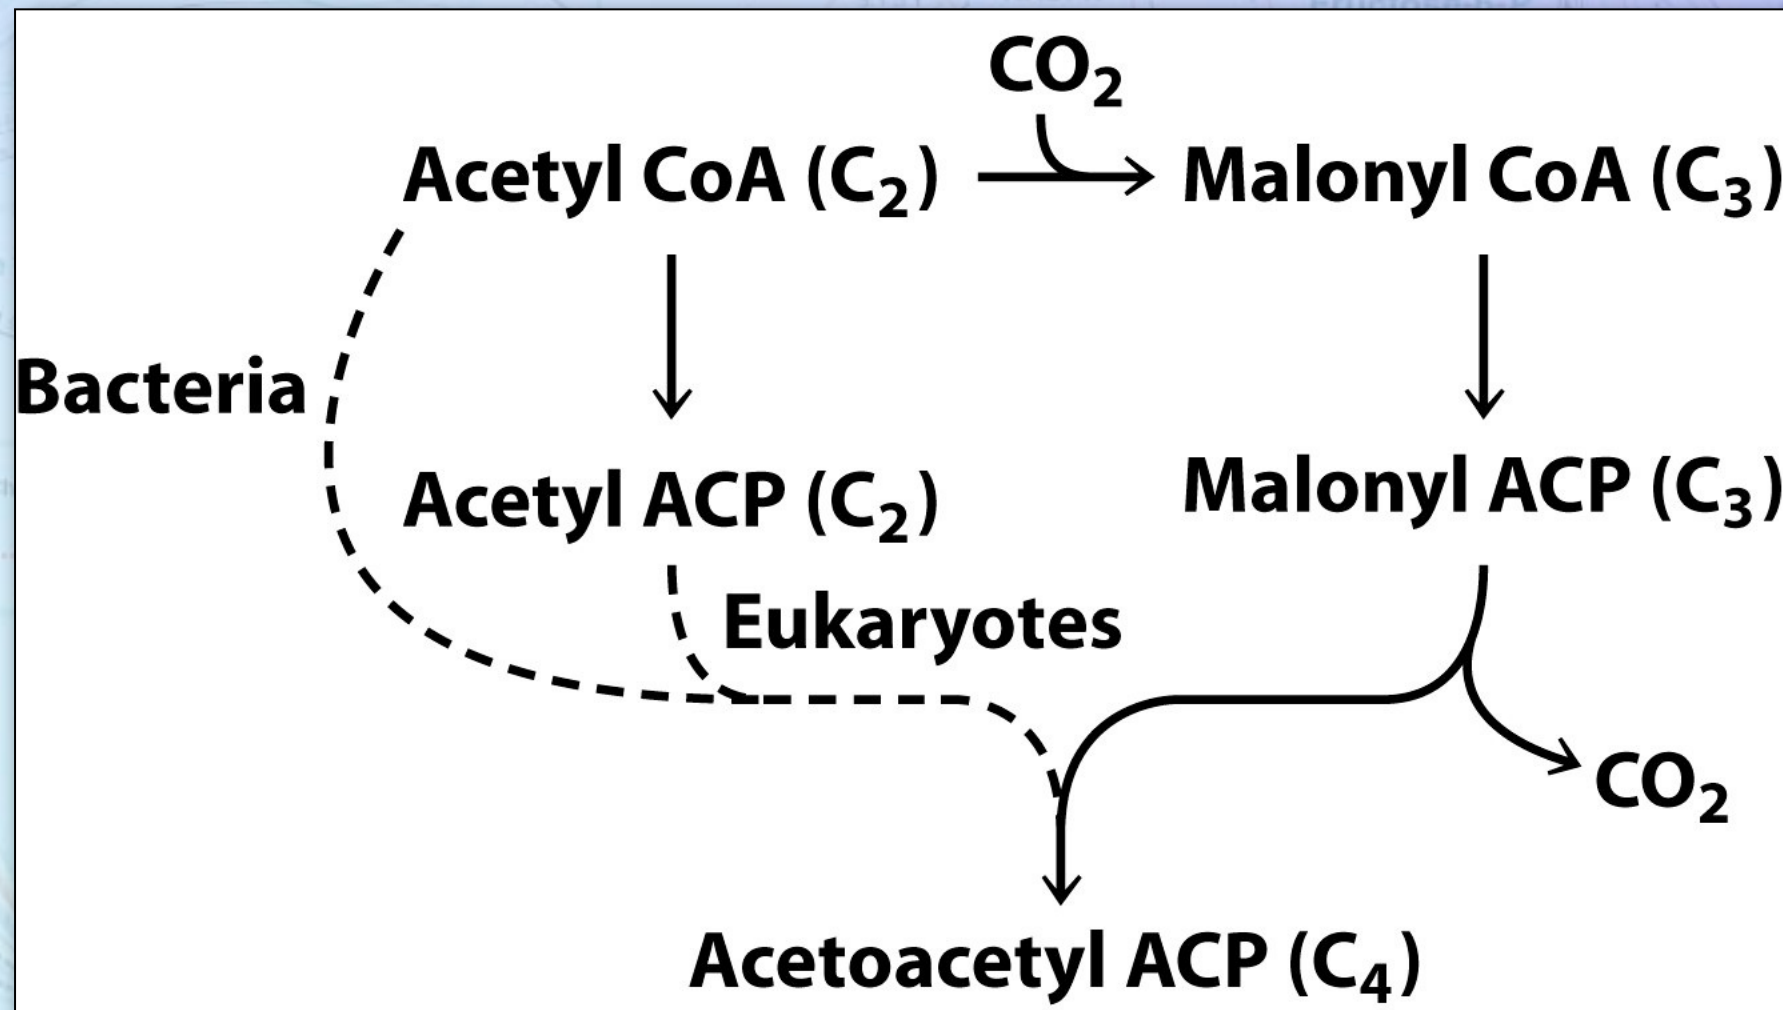 CO₂
Acetyl CoA (C₂)
Malonyl CoA (C₃)
Bacteria
Acetyl ACP (C₂)
Malonyl ACP (C₃)
Eukaryotes
CO₂
Acetoacetyl ACP (C₄)